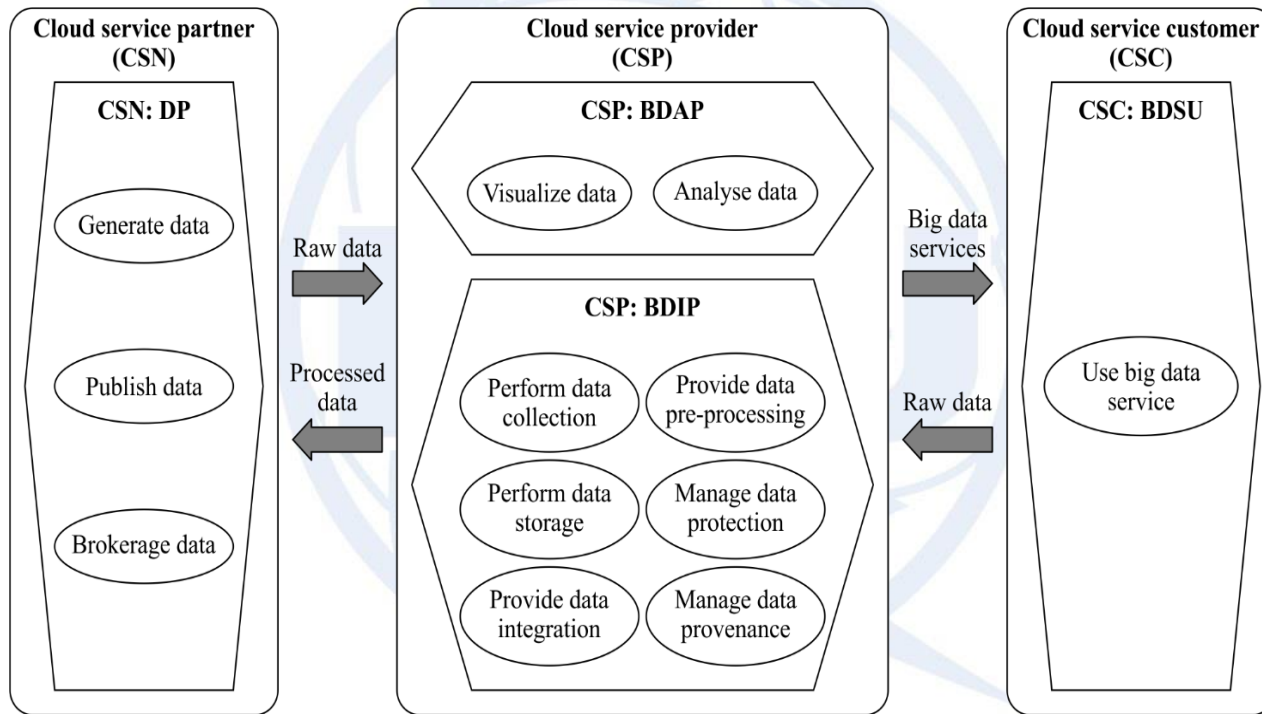 Cloud service partner
(CSN)
CSN: DP
Generate data
Publish data
Brokerage data
Raw data
Processed
data
Cloud service provider
(CSP)
CSP: BDAP
Visualize data
Analyse data
CSP: BDIP
Perform data
collection
Provide data
pre-processing
Perform data
storage
Manage data
protection
Provide data
integration
Manage data
provenance
Big data
services
Raw data
Cloud service customer
(CSC)
CSC: BDSU
Use big data
service